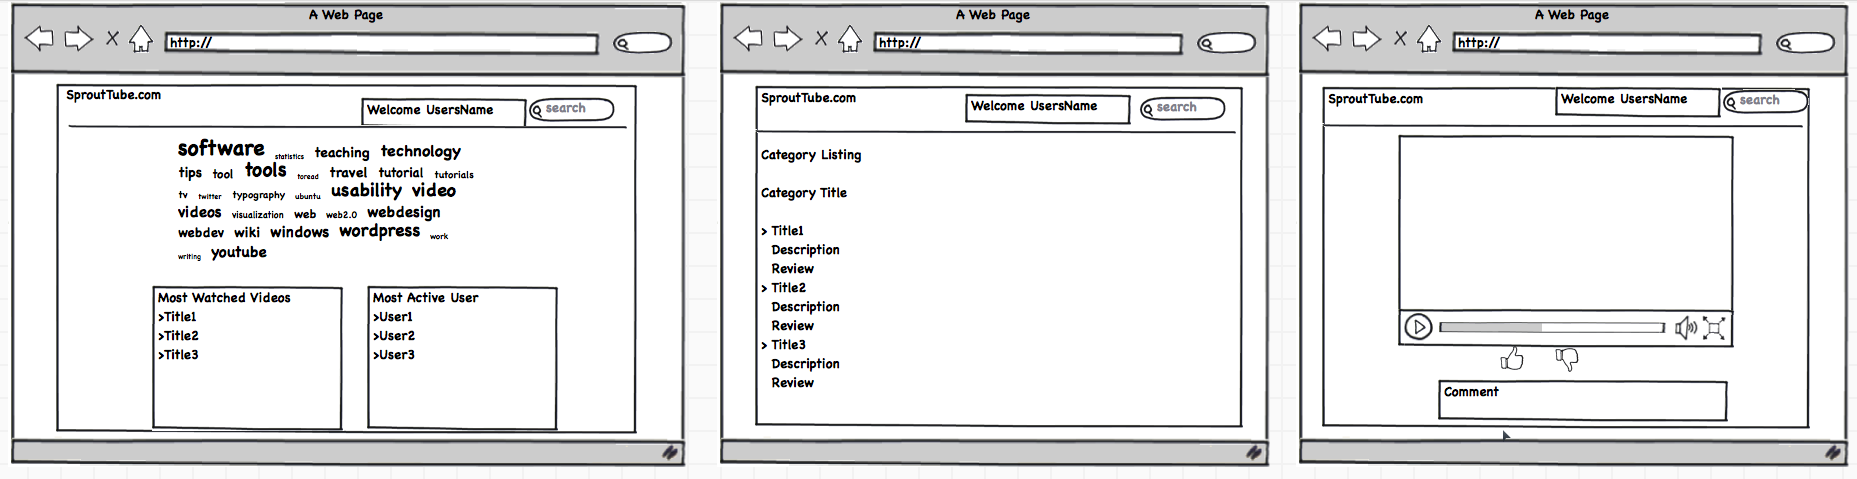 A Web Page
http://
SproutTube.com
Welcome UsersName
search
software statistics teaching technology
tips tool tools toread travel tutorial tutorials
tv twitter typography ubuntu usability video
videos visualization web web2.0 webdesign
webdev wiki windows wordpress work
writing youtube
Most Watched Videos
>Title1
>Title2
>Title3
Most Active User
>User1
>User2
>User3
A Web Page
http://
SproutTube.com
Welcome UsersName
search
Category Listing
Category Title
> Title1
Description
Review
> Title2
Description
Review
> Title3
Description
Review
A Web Page
http://
SproutTube.com
Welcome UsersName
search
Comment